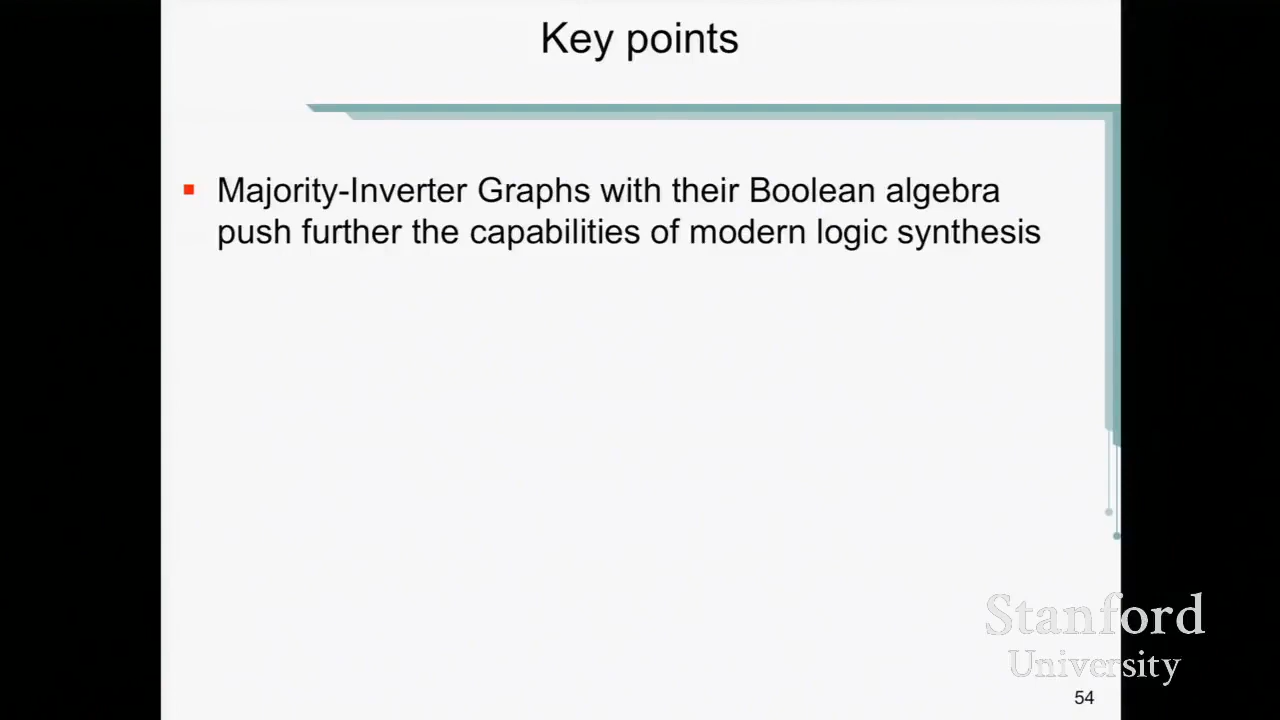 Key points
Majority-Inverter Graphs with their Boolean algebra
push further the capabilities of modern logic synthesis
Stanford
University
54